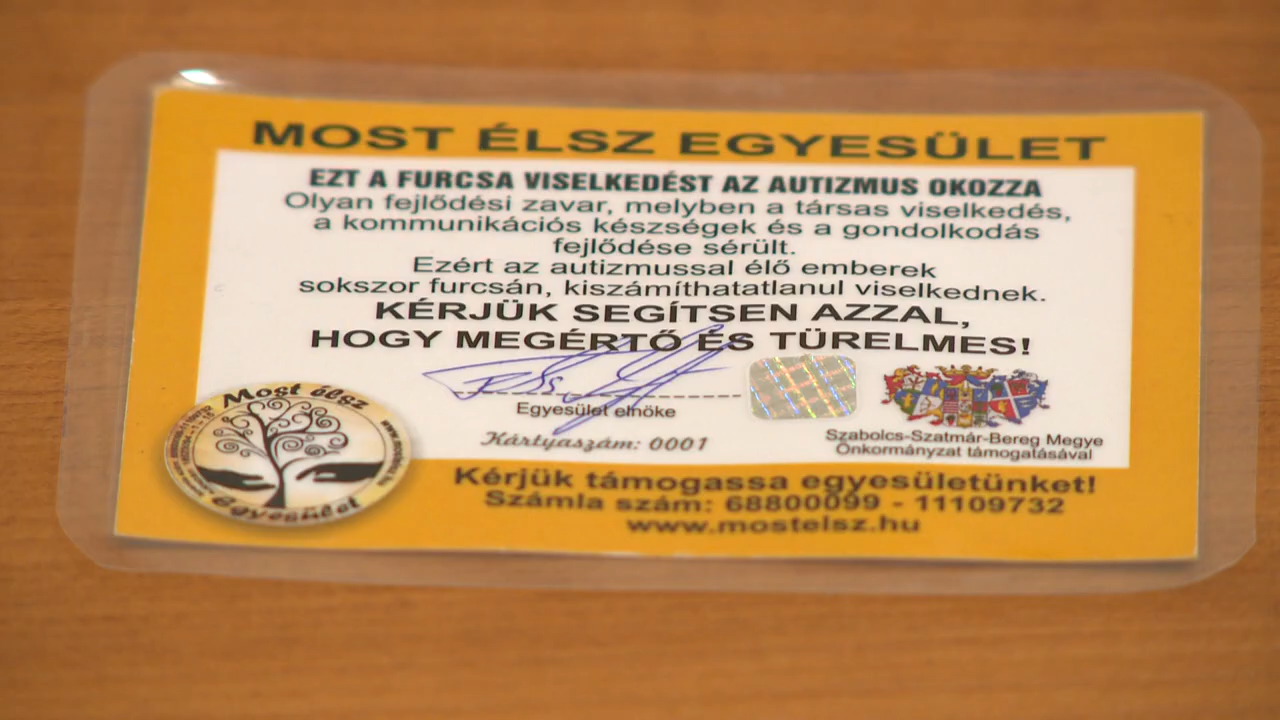 MOST ÉLSZ EGYESÜLET
EZT A FURCSA VISELKEDÉST AZ AUTIZMUS OKOZZA
Olyan fejlődési zavar, melyben a társas viselkedés,
a kommunikációs készségek és a gondolkodás
fejlődése sérült.
Ezért az autizmussal élő emberek
sokszor furcsán, kiszámíthatatlanul viselkednek.
KÉRJÜK SEGÍTSEN AZZAL,
HOGY MEGÉRTŐ ÉS TÜRELMES!
Egyesület elnöke
Kártyaszám: 0001
Szabolcs-Szatmár-Bereg Megye
Önkormányzat támogatásával
Most élsz
egyesület
Kérjük támogassa egyesületünket!
Számla szám: 68800099 - 11109732
www.mostelsz.hu